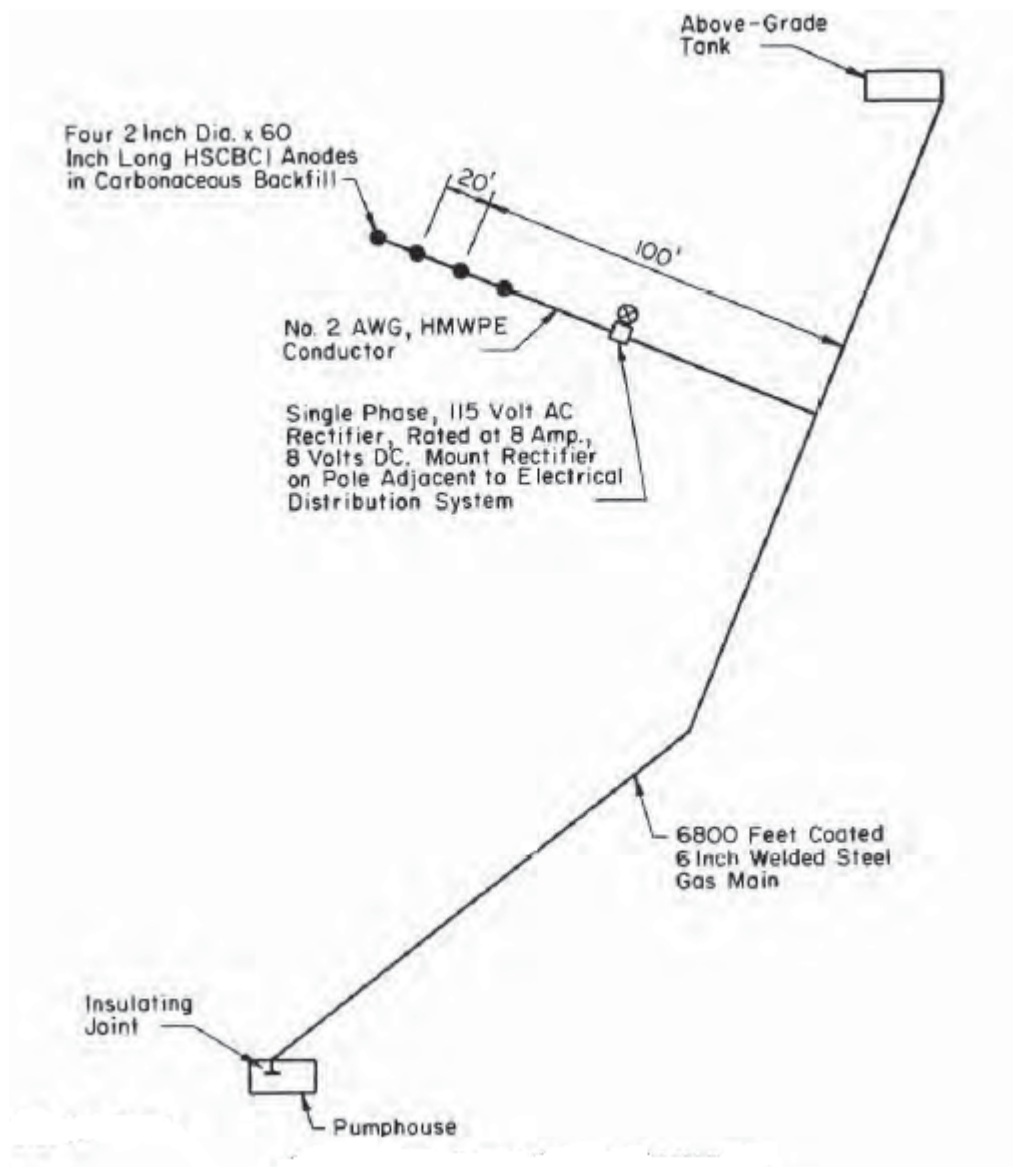 Above-Grade
Tank
Four 2 Inch Dia. x 60
Inch Long HSCBCI Anodes
in Carbonaceous Backfill
20'
100'
No. 2 AWG, HMWPE
Conductor
Single Phase, 115 Volt AC
Rectifier, Rated at 8 Amp.,
8 Volts DC. Mount Rectifier
on Pole Adjacent to Electrical
Distribution System
6800 Feet Coated
6 Inch Welded Steel
Gas Main
Insulating
Joint
Pumphouse